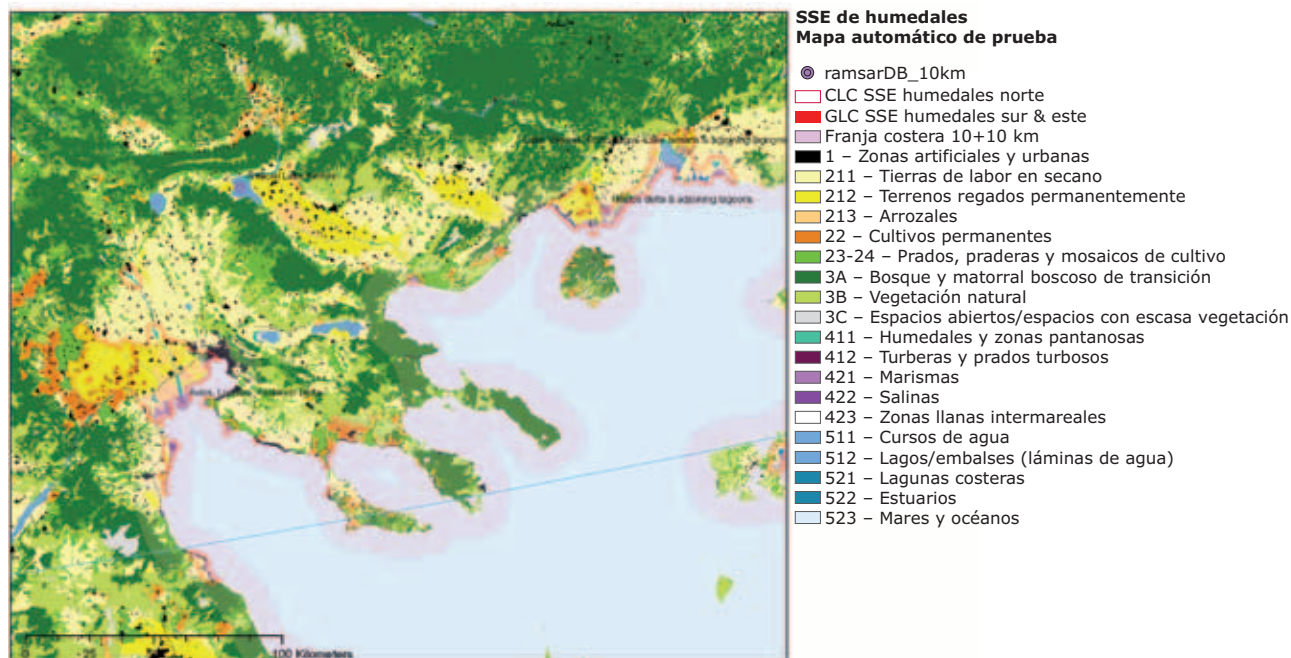 SSE de humedales
Mapa automático de prueba
ramsarDB_10km
CLC SSE humedales norte
GLC SSE humedales sur & este
Franja costera 10+10 km
1 – Zonas artificiales y urbanas
211 – Tierras de labor en secano
212 – Terrenos regados permanentemente
213 – Arrozales
22 – Cultivos permanentes
23-24 – Prados, praderas y mosaicos de cultivo
3A – Bosque y matorral boscoso de transición
3B – Vegetación natural
3C – Espacios abiertos/espacios con escasa vegetación
411 – Humedales y zonas pantanosas
412 – Turberas y prados turbosos
421 – Marismas
422 – Salinas
423 – Zonas llanas intermareales
511 – Cursos de agua
512 – Lagos/embalses (láminas de agua)
521 – Lagunas costeras
522 – Estuarios
523 – Mares y océanos
delta & adjoining lagoons
0 25 100 Kilometers